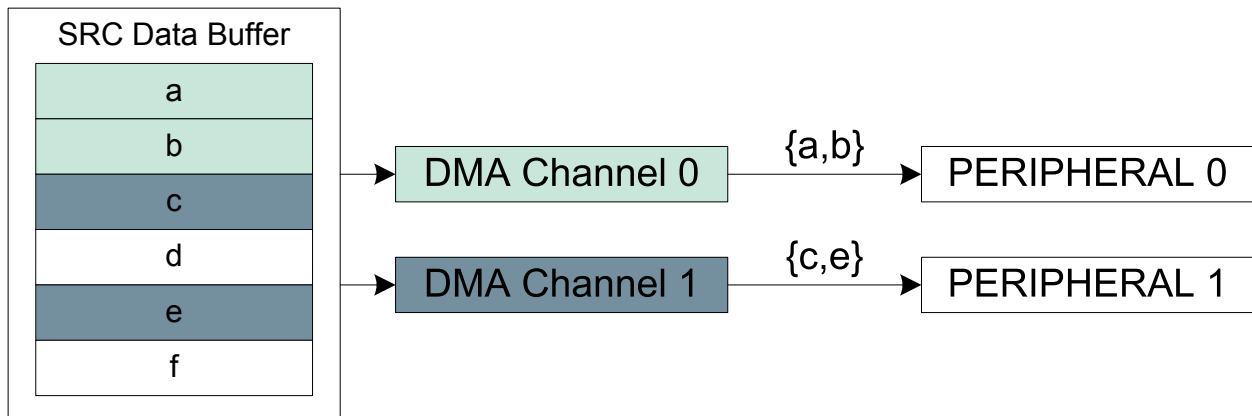 SRC Data Buffer
a
b
c
d
e
f
DMA Channel 0
{a,b}
PERIPHERAL 0
DMA Channel 1
{c,e}
PERIPHERAL 1